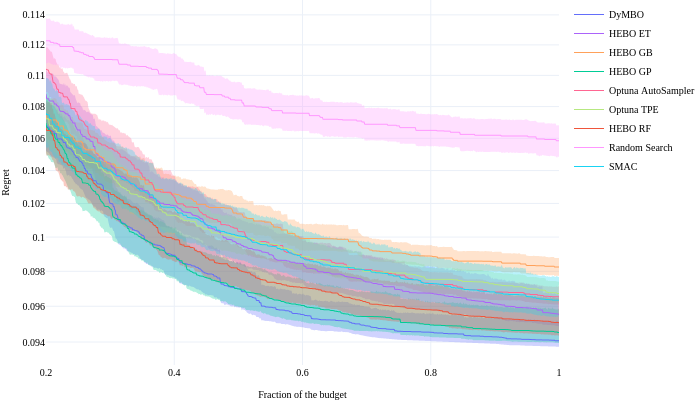 0.114
0.112
0.11
0.108
0.106
0.104
0.102
0.1
0.098
0.096
0.094
Regret
0.2
0.4
0.6
0.8
1
Fraction of the budget
DyMBO
HEBO ET
HEBO GB
HEBO GP
Optuna AutoSampler
Optuna TPE
HEBO RF
Random Search
SMAC